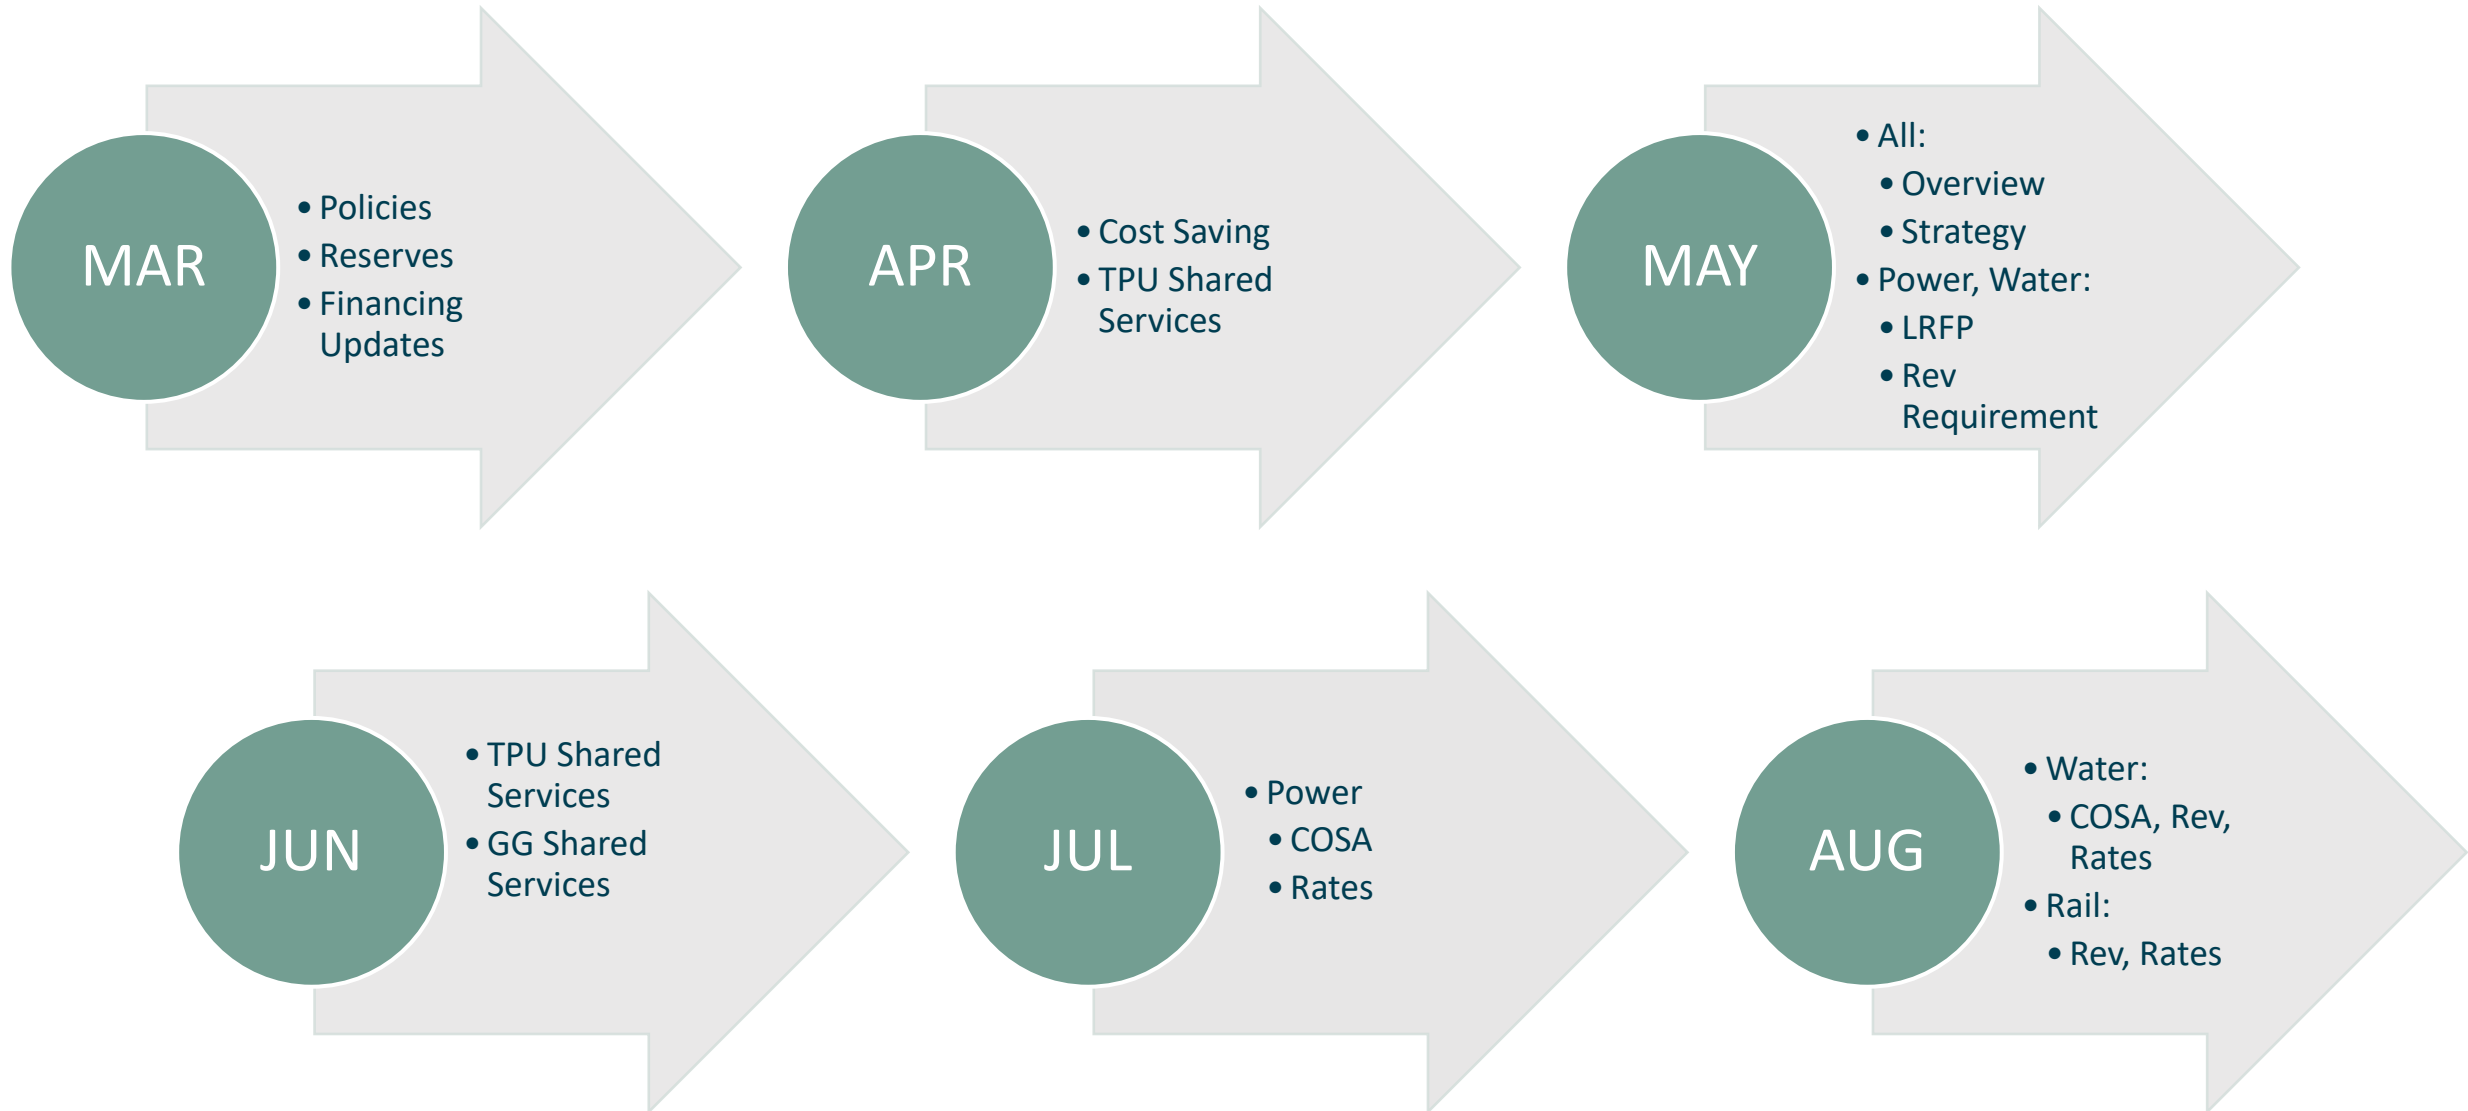 MAR
• Policies
• Reserves
• Financing
Updates
APR
• Cost Saving
• TPU Shared
Services
MAY
• All:
• Overview
• Strategy
• Power, Water:
• LRFP
• Rev
Requirement
JUN
• TPU Shared
Services
• GG Shared
Services
JUL
• Power
• COSA
• Rates
AUG
• Water:
• COSA, Rev,
Rates
• Rail:
• Rev, Rates